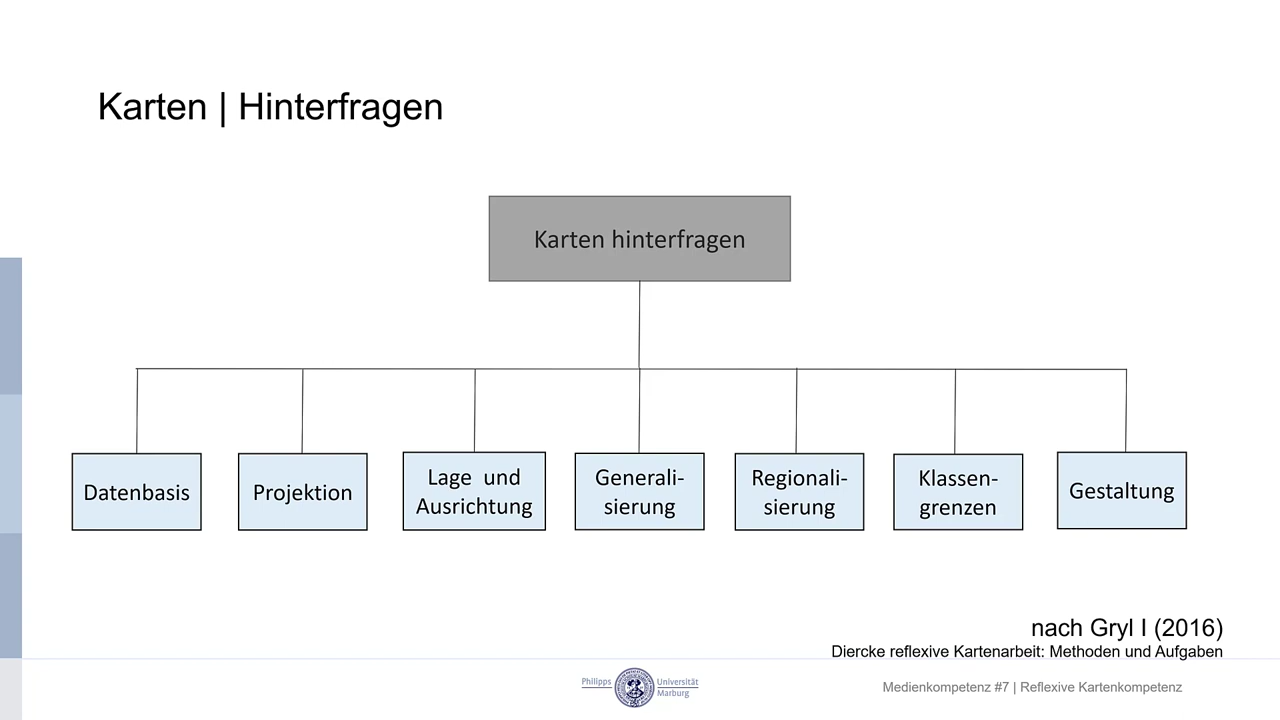 Karten | Hinterfragen
Karten hinterfragen
Datenbasis
Projektion
Lage und
Ausrichtung
Generali-
sierung
Regionali-
sierung
Klassen-
grenzen
Gestaltung
nach Gryl I (2016)
Diercke reflexive Kartenarbeit: Methoden und Aufgaben
Philipps Universität
Marburg
Medienkompetenz #7 | Reflexive Kartenkompetenz